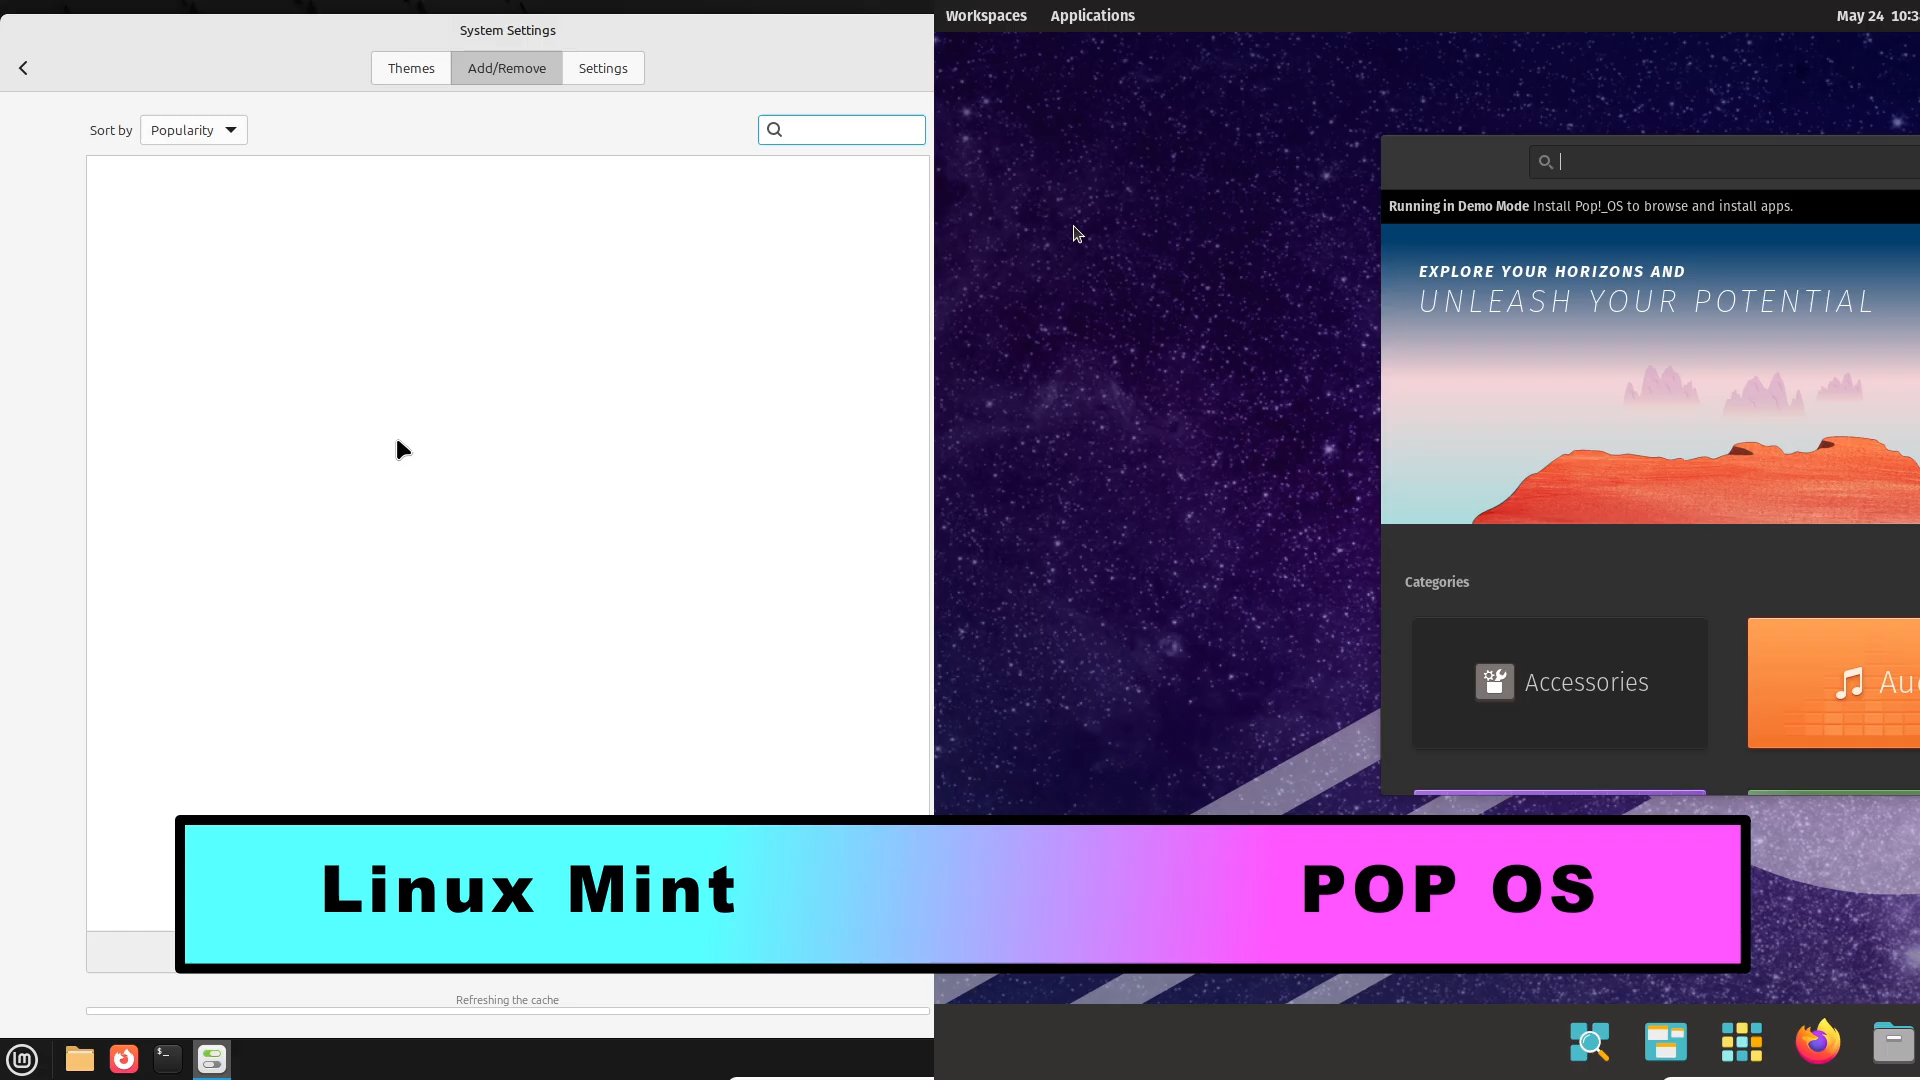 System Settings
Themes
Add/Remove
Settings
Sort by
Popularity
Refreshing the cache
Workspaces
Applications
May 24
Running in Demo Mode Install Pop!_OS to browse and install apps.
EXPLORE YOUR HORIZONS AND
UNLEASH YOUR POTENTIAL
Categories
Accessories
Linux Mint
POP OS